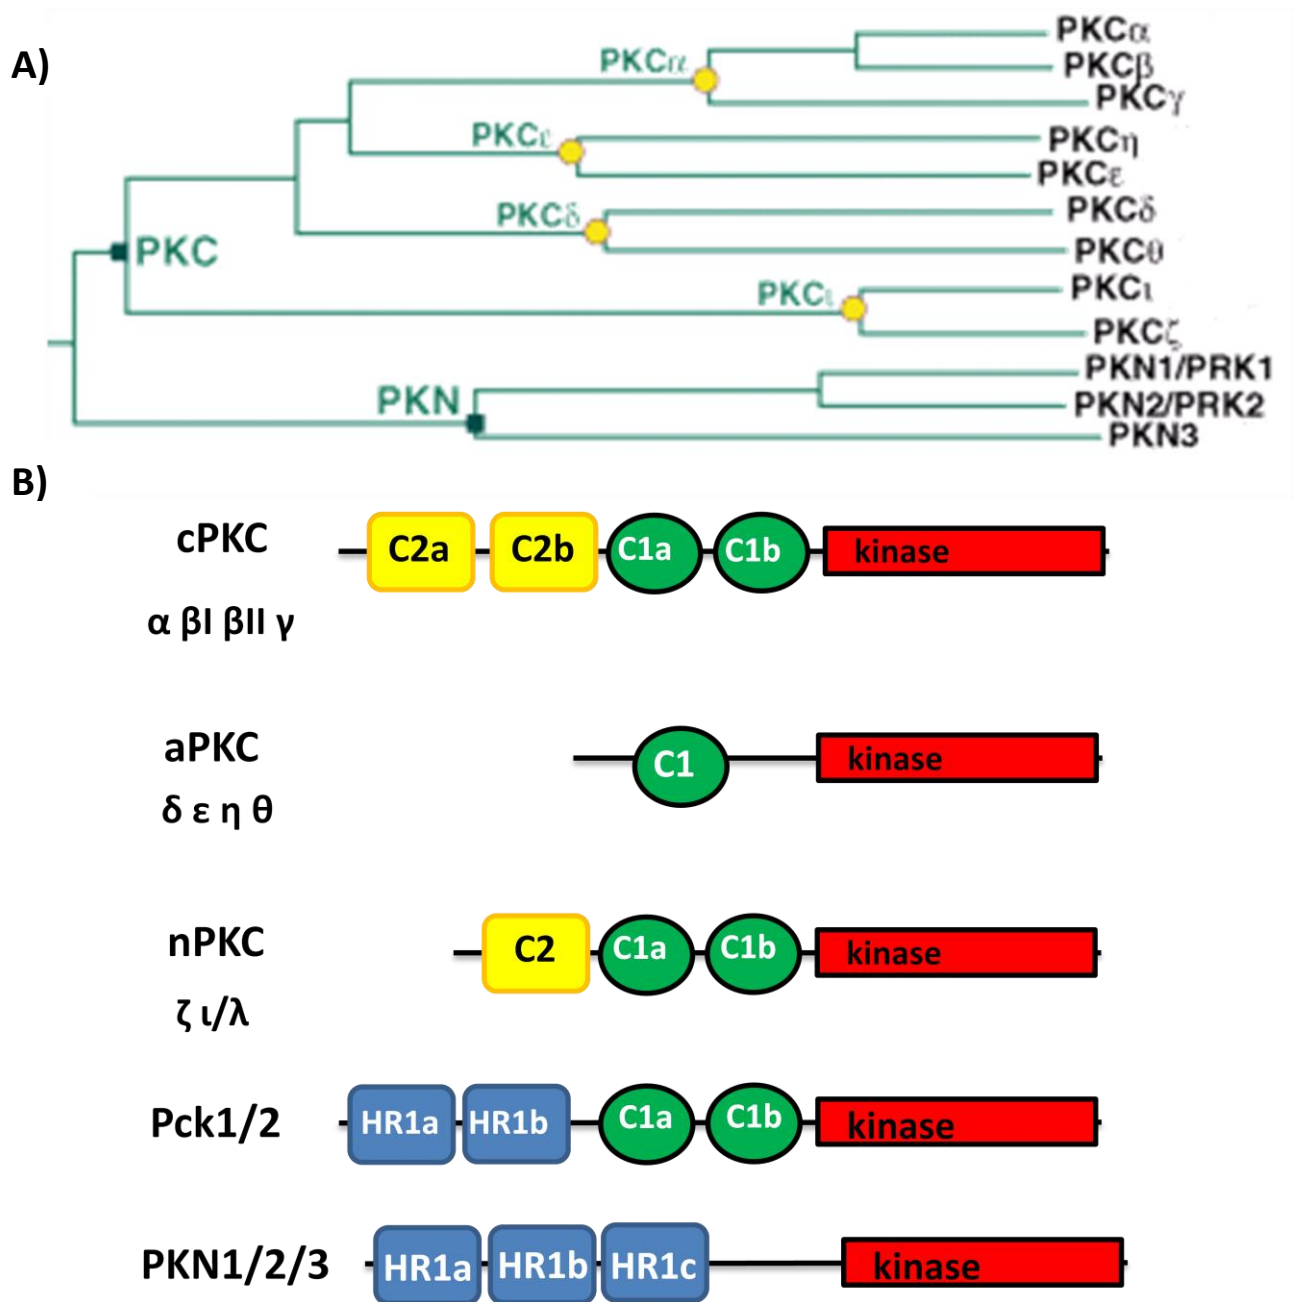 A)
PKCα
PKCβ
PKCα
PKCγ
PKCε
PKCη
PKCε
PKCδ
PKCδ
PKC
PKCθ
PKCι
PKCι
PKCζ
PKN1/PRK1
PKN
PKN2/PRK2
PKN3
B)
cPKC
C2a C2b C1a C1b kinase
α βI βII γ
aPKC
C1 kinase
δ ε η θ
nPKC
C2 C1a C1b kinase
ζ ι/λ
Pck1/2
HR1a HR1b C1a C1b kinase
PKN1/2/3
HR1a HR1b HR1c kinase